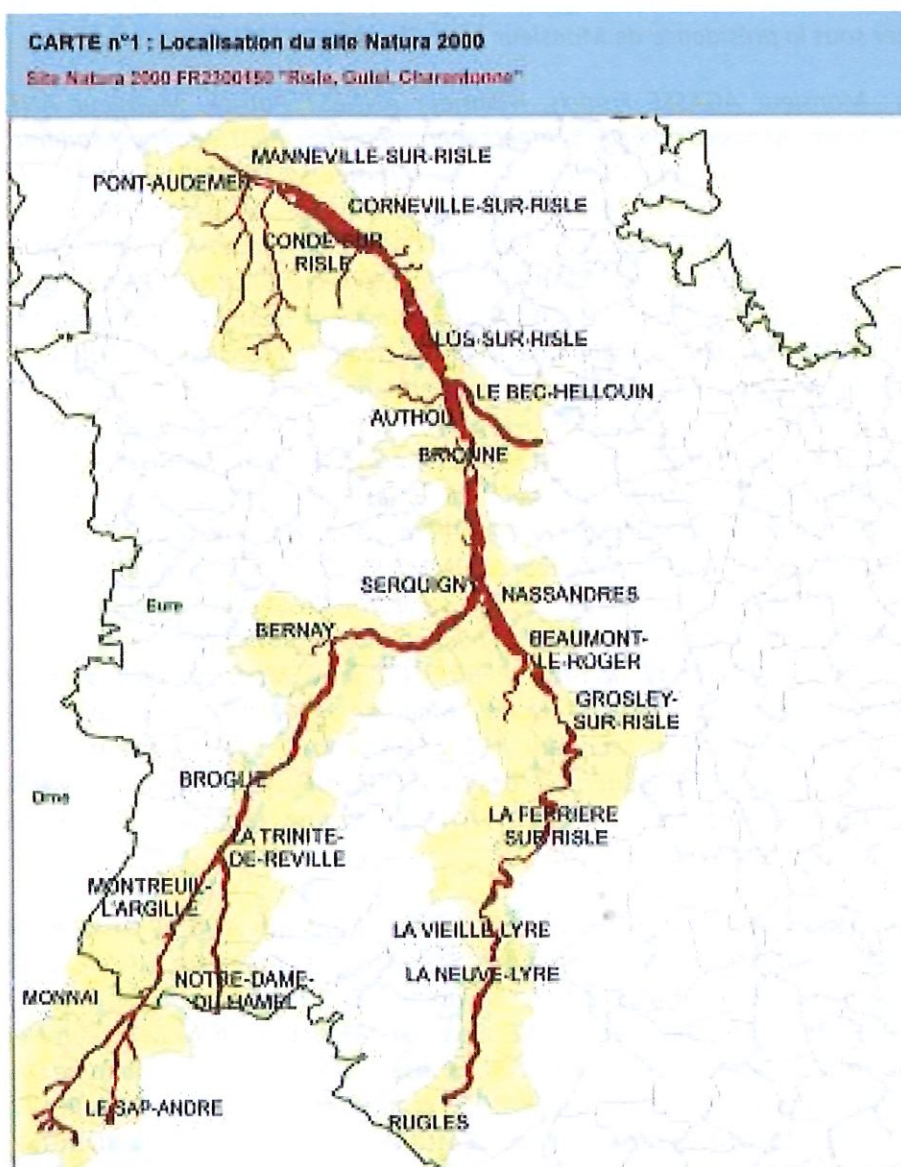 CARTE n°1 : Localisation du site Natura 2000
Site Natura 2000 FR2300150 "Risle, Guiel, Charentonne"
MANNEVILLE-SUR-RISLE
PONT-AUDEMER
CORNEVILLE-SUR-RISLE
CONDE-SUR
RISLE
GLOS-SUR-RISLE
LE BEC-HELLOUIN
AUTHOU
BRIONNE
SERQUIGNY
NASSANDRES
Eure
BERNAY
BEAUMONT-
LE-ROGER
GROSLEY-
SUR-RISLE
BROGLIE
Orne
LA FERRIERE
SUR RISLE
LA TRINITE-
DE-REVILLE
MONTREUIL-
L'ARGILLE
LA VIEILLE-LYRE
LA NEUVE-LYRE
NOTRE-DAME-
DU HAMEL
MONNAI
LE SAP-ANDRE
RUGLES